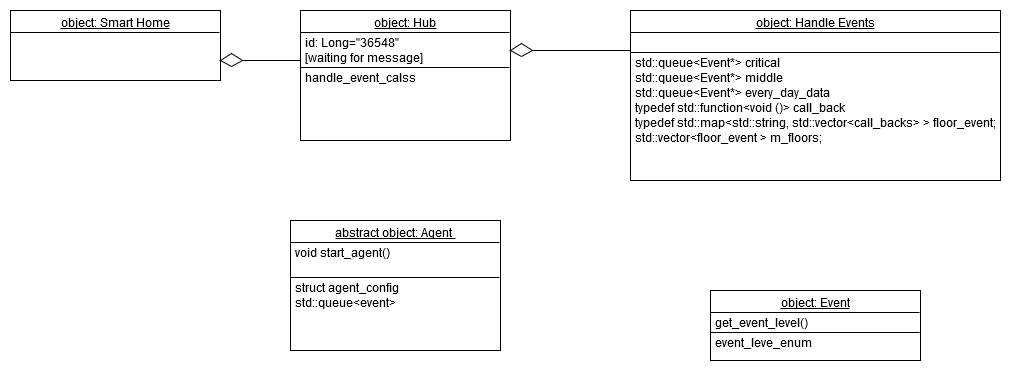 object: Smart Home
object: Hub
id: Long="36548"
[waiting for message]
handle_event_calss
object: Handle Events
std::queue<Event*> critical
std::queue<Event*> middle
std::queue<Event*> every_day_data
typedef std::function<void ()> call_back
typedef std::map<std::string, std::vector<call_backs> > floor_event;
std::vector<floor_event > m_floors;
abstract object: Agent
void start_agent()
struct agent_config
std::queue<event>
object: Event
get_event_level()
event_leve_enum